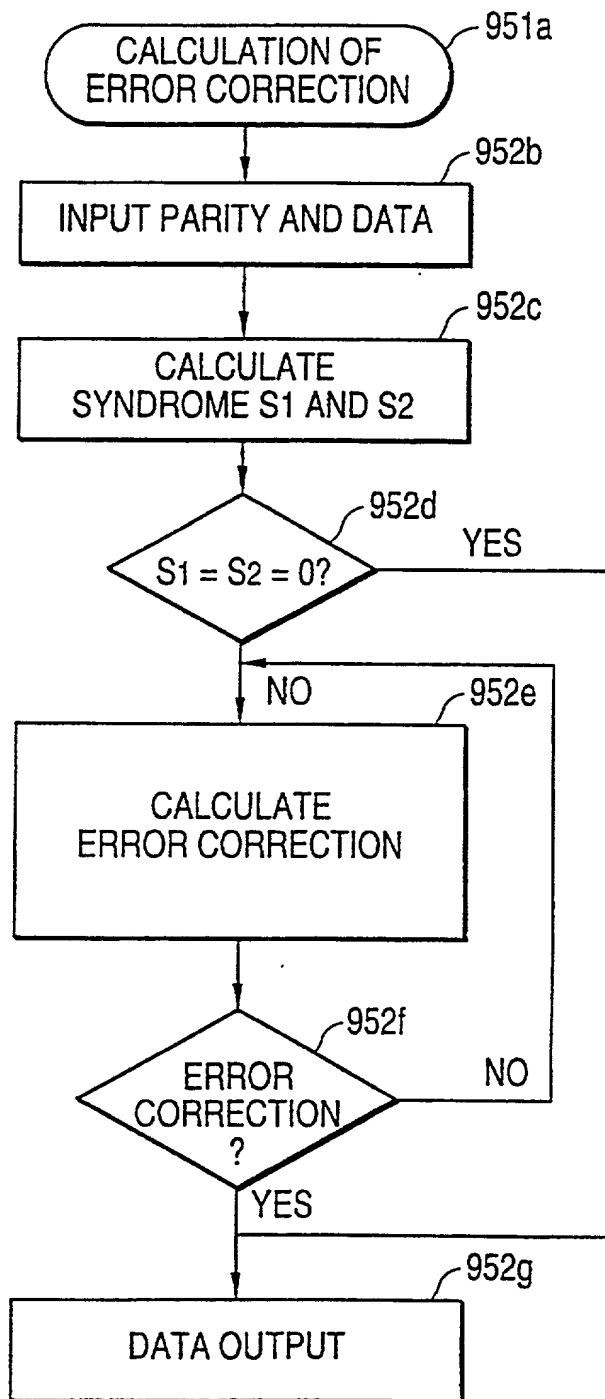 CALCULATION OF
ERROR CORRECTION
951a
952b
INPUT PARITY AND DATA
952c
CALCULATE
SYNDROME S1 AND S2
952d
S1 = S2 = 0?
YES
NO
952e
CALCULATE
ERROR CORRECTION
952f
ERROR
CORRECTION
?
NO
YES
952g
DATA OUTPUT